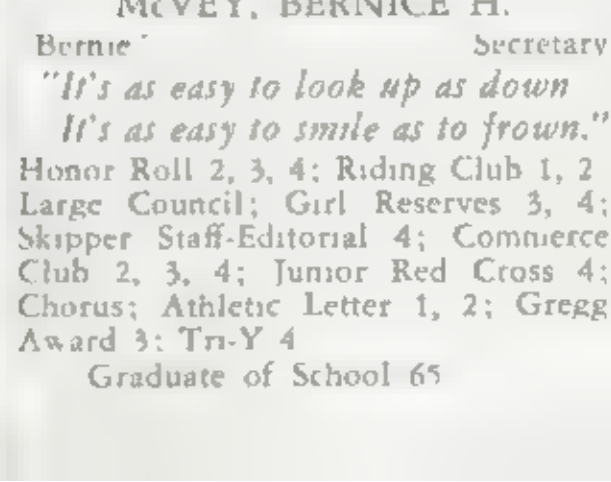 McVEY, BERNICE H.
Bernie Secretary
"It's as easy to look up as down
It's as easy to smile as to frown."
Honor Roll 2, 3, 4; Riding Club 1, 2
Large Council; Girl Reserves 3, 4;
Skipper Staff-Editorial 4; Commerce
Club 2, 3, 4; Junior Red Cross 4;
Chorus; Athletic Letter 1, 2; Gregg
Award 3; Tri-Y 4
Graduate of School 65